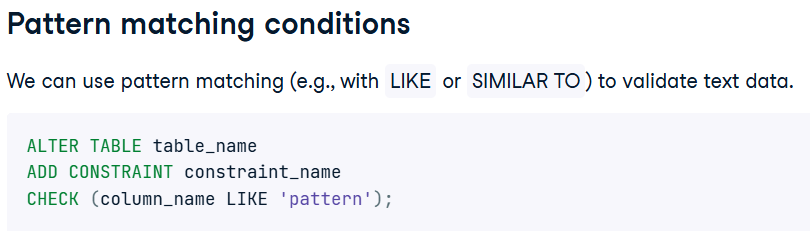 Pattern matching conditions
We can use pattern matching (e.g., with LIKE or SIMILAR TO) to validate text data.
ALTER TABLE table_name
ADD CONSTRAINT constraint_name
CHECK (column_name LIKE 'pattern');